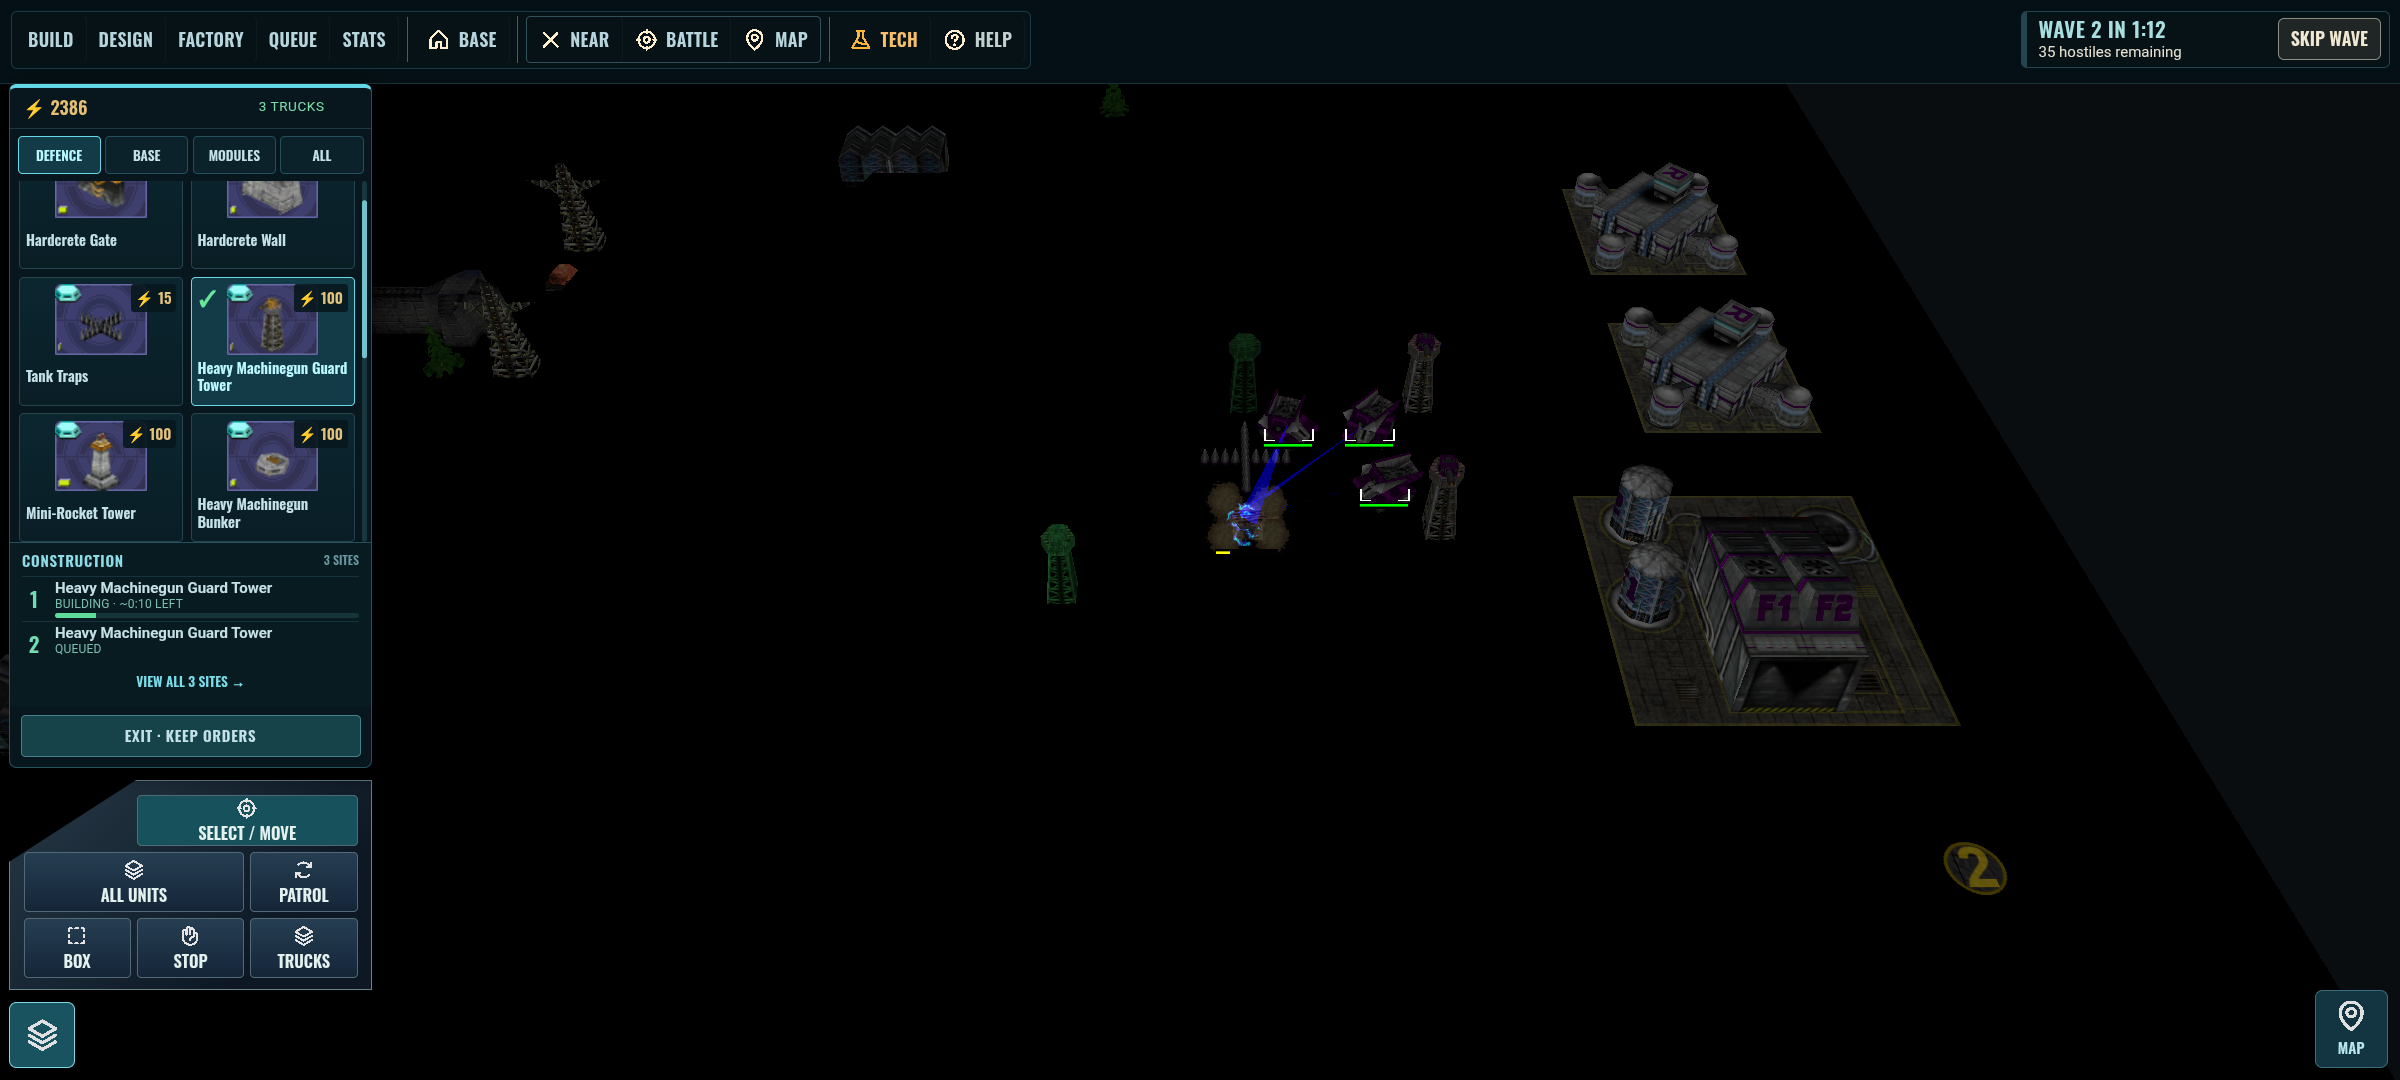 BUILD
DESIGN
FACTORY
QUEUE
STATS
BASE
NEAR
BATTLE
MAP
TECH
HELP
WAVE 2 IN 1:12
35 hostiles remaining
SKIP WAVE
2386
3 TRUCKS
DEFENCE
BASE
MODULES
ALL
Hardcrete Gate
Hardcrete Wall
15
Tank Traps
100
Heavy Machinegun Guard
Tower
100
Mini-Rocket Tower
100
Heavy Machinegun
Bunker
CONSTRUCTION
3 SITES
1
Heavy Machinegun Guard Tower
BUILDING · ~0:10 LEFT
2
Heavy Machinegun Guard Tower
QUEUED
VIEW ALL 3 SITES →
EXIT · KEEP ORDERS
SELECT / MOVE
ALL UNITS
PATROL
BOX
STOP
TRUCKS
R
R
F1 F2
2
MAP